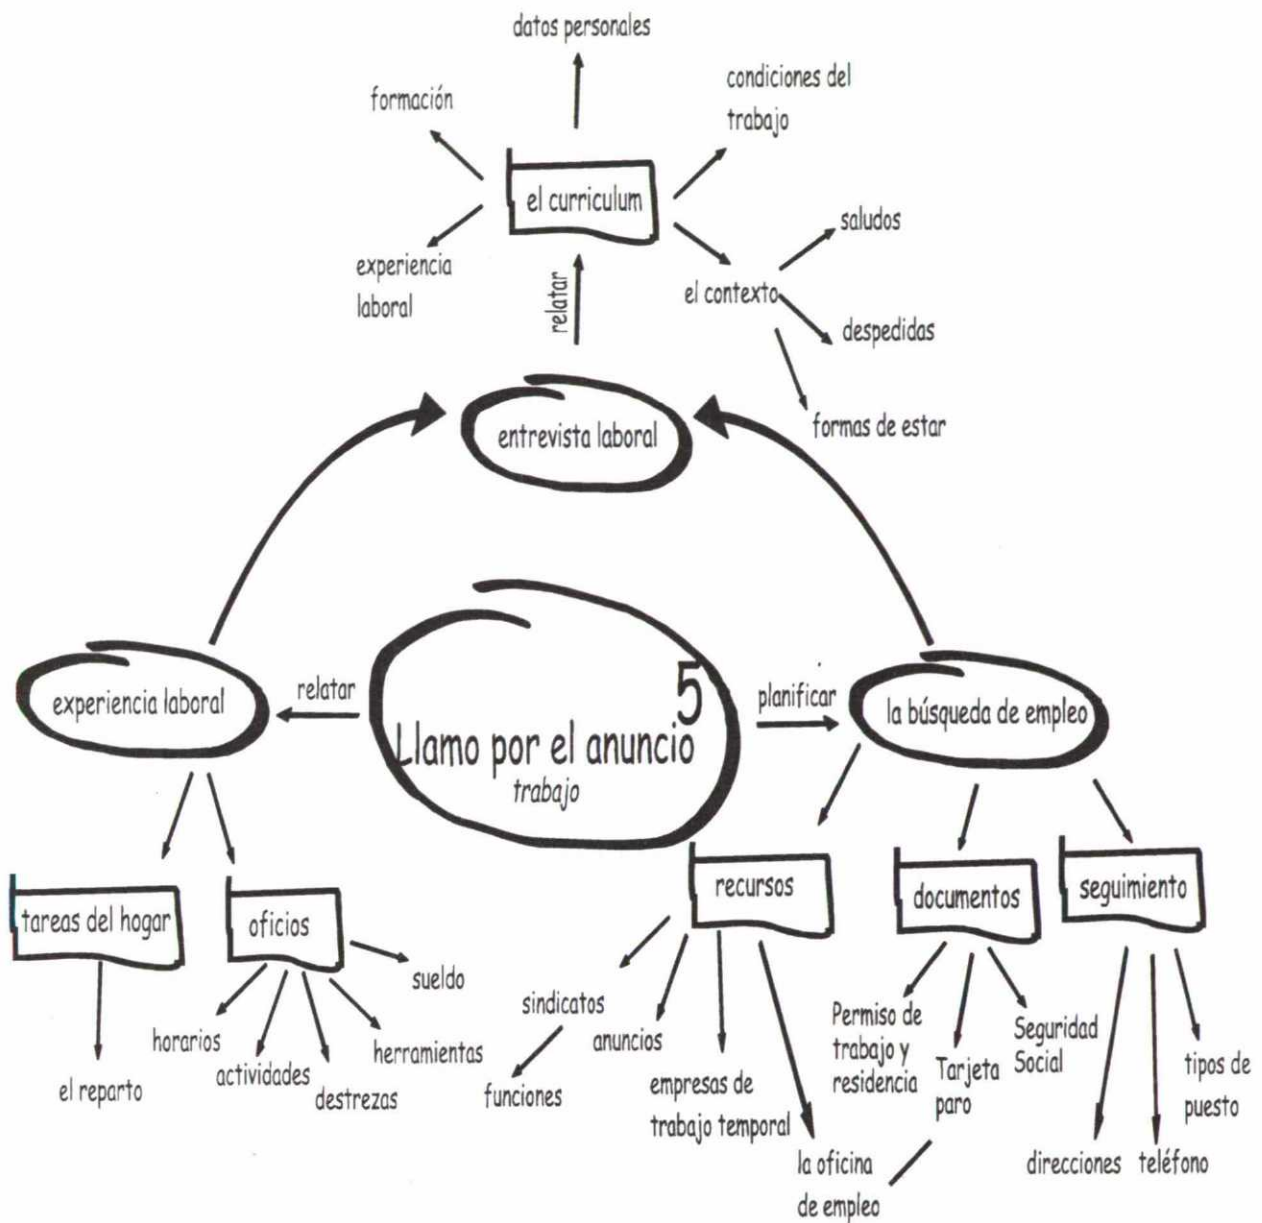 datos personales
formación
condiciones del
trabajo
el curriculum
saludos
experiencia
laboral
relatar
el contexto
despedidas
formas de estar
entrevista laboral
experiencia laboral
relatar
5
Llamo por el anuncio
trabajo
planificar
la búsqueda de empleo
tareas del hogar
oficios
recursos
documentos
seguimiento
sueldo
horarios
actividades
destrezas
herramientas
el reparto
sindicatos
anuncios
funciones
empresas de
trabajo temporal
la oficina
de empleo
Permiso de
trabajo y
residencia
Tarjeta
paro
Seguridad
Social
tipos de
puesto
direcciones
teléfono